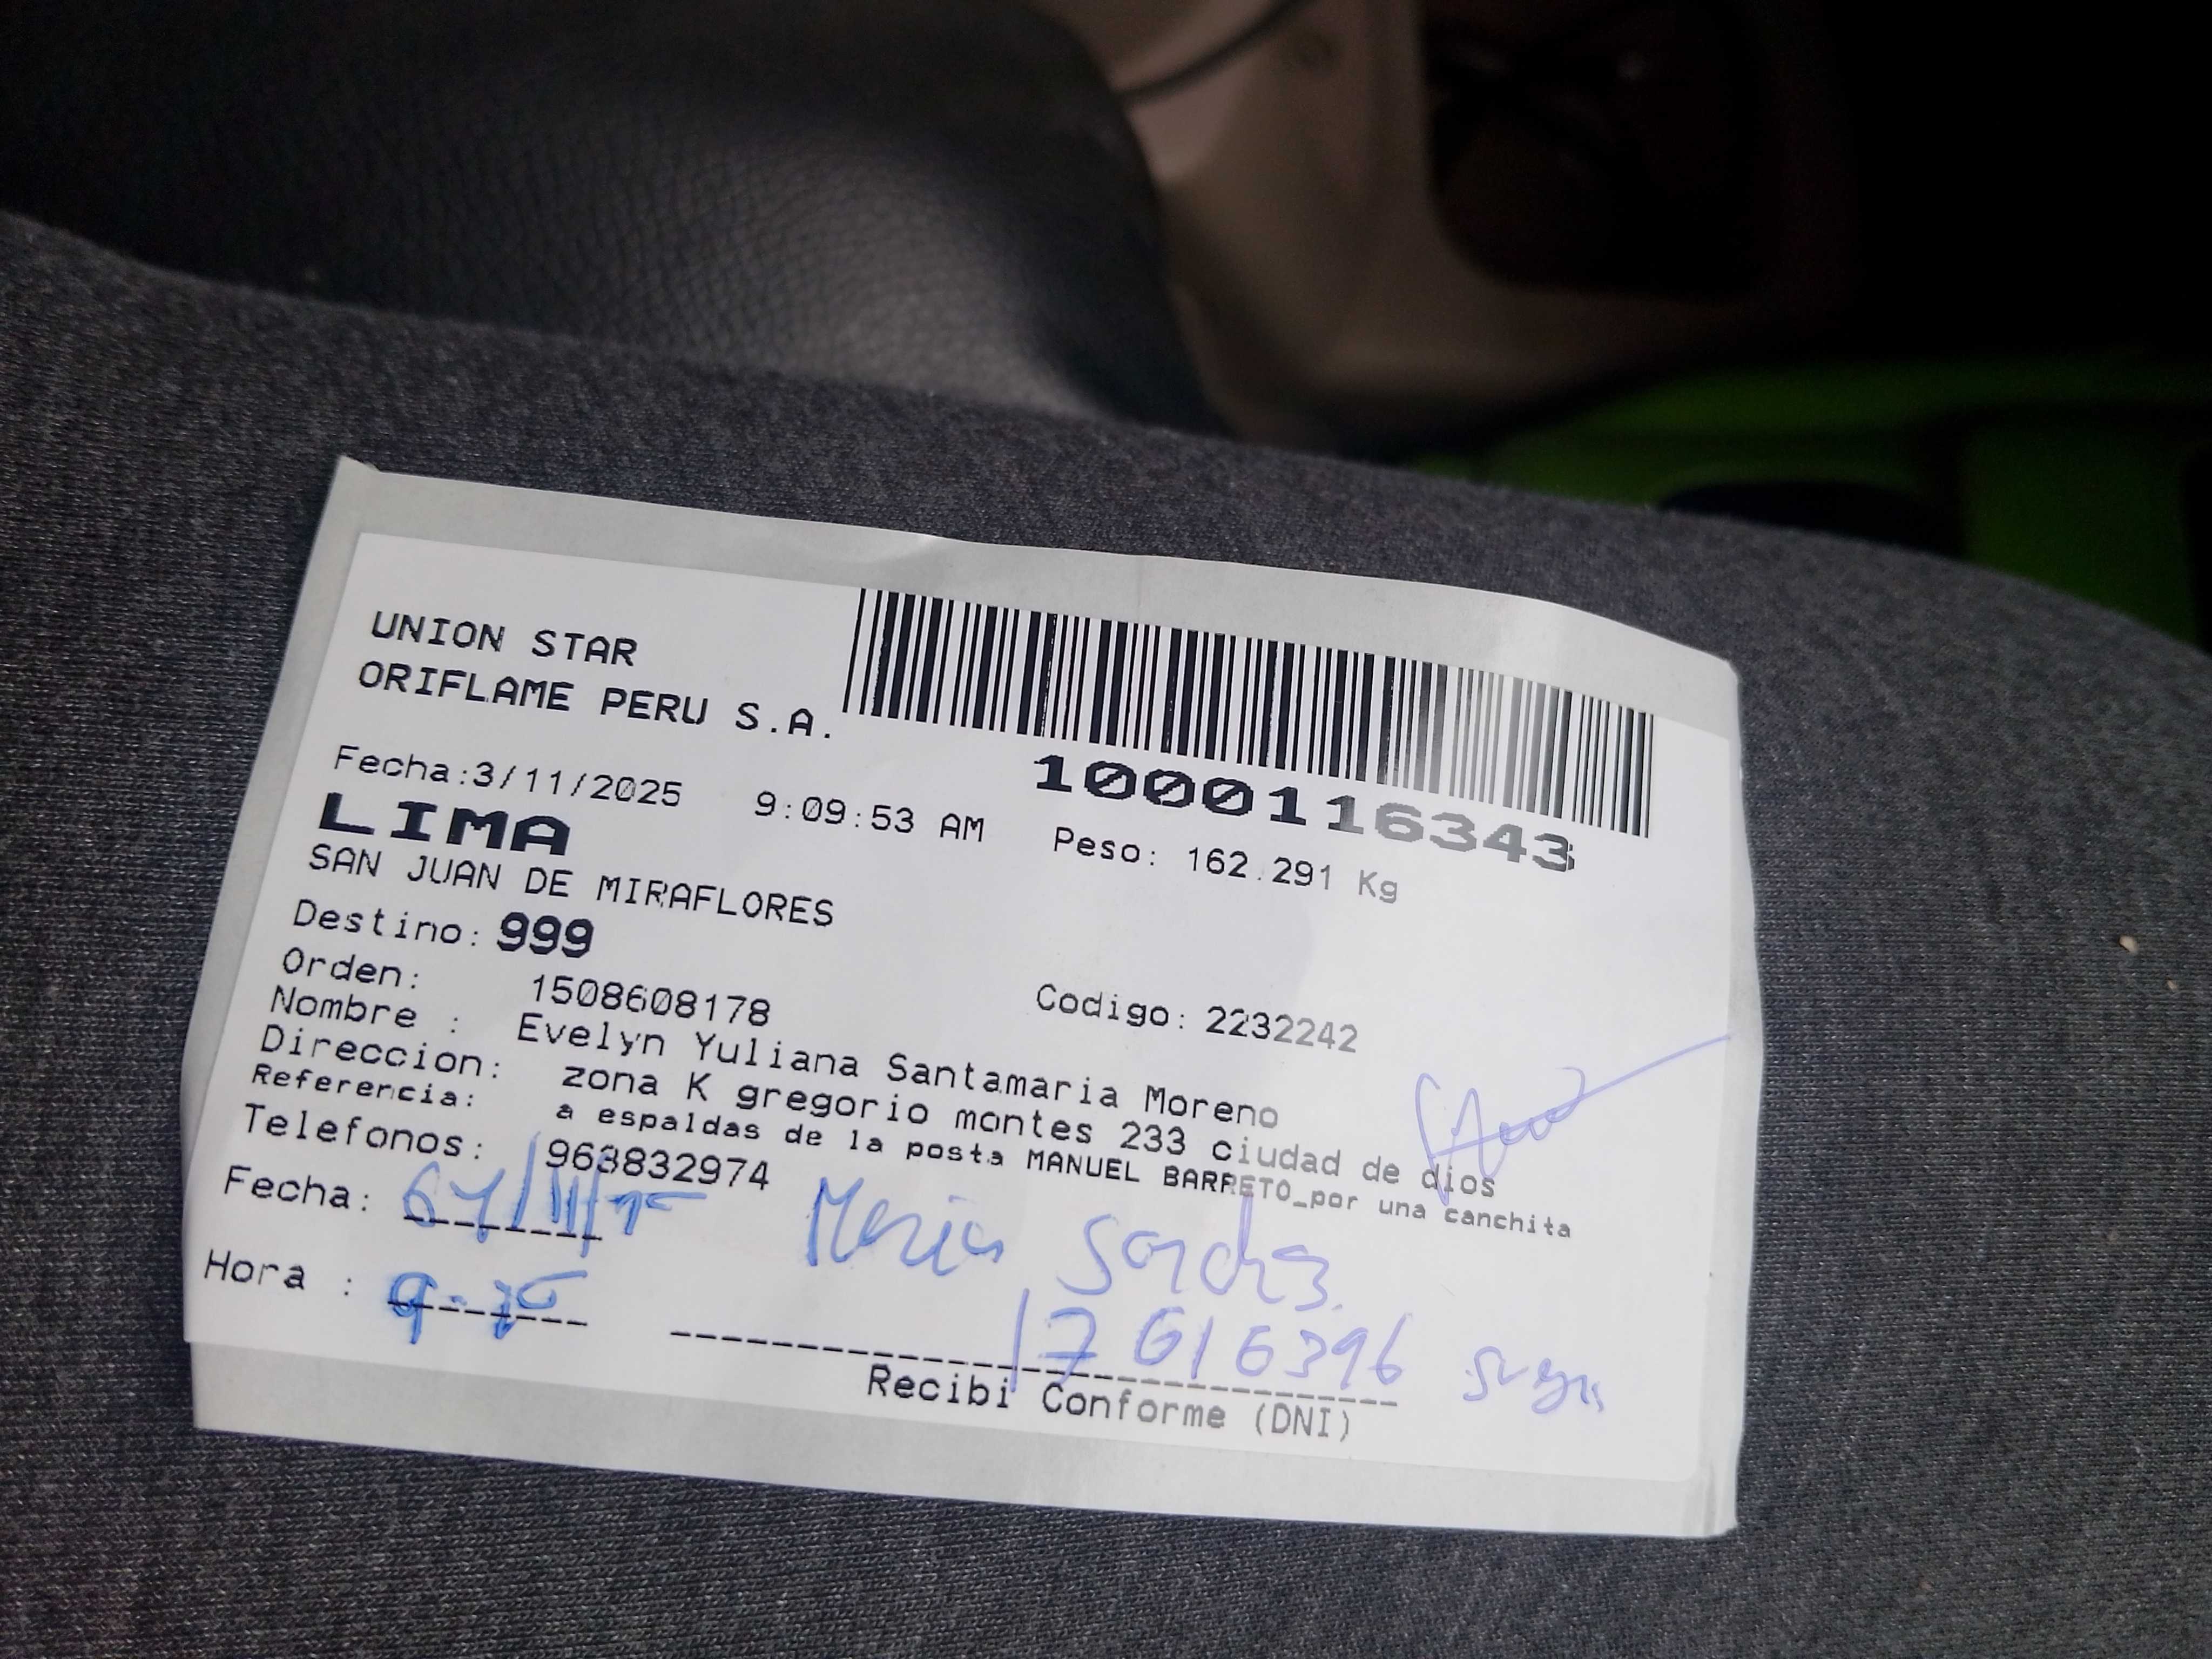 UNION STAR
ORIFLAME PERU S.A.
1000116343
Fecha:3/11/2025 9:09:53 AM Peso: 162.291 Kg
LIMA
SAN JUAN DE MIRAFLORES
Destino: 999
Orden: 1508608178 Codigo: 2232242
Nombre : Evelyn Yuliana Santamaria Moreno
Direccion: zona K gregorio montes 233 ciudad de dios
Referencia: a espaldas de la posta MANUEL BARRETO_por una canchita
Telefonos: 963832974
Fecha:
Hora :
17616396
Recibi Conforme (DNI)